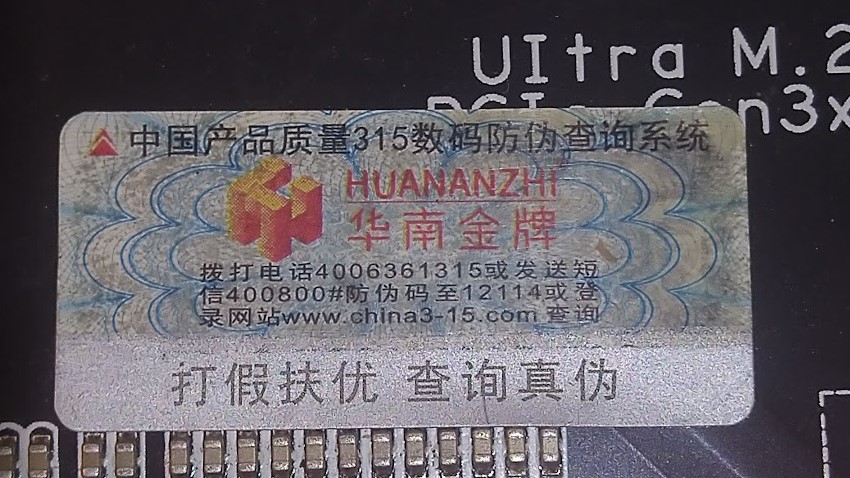 UItra M.2
PCIe Gen3x
中国产品质量315数码防伪查询系统
HUANANZHI
华南金牌
拨打电话4006361315或发送短
信400800#防伪码至12114或登
录网站www.china3-15.com 查询
打假扶优 查询真伪